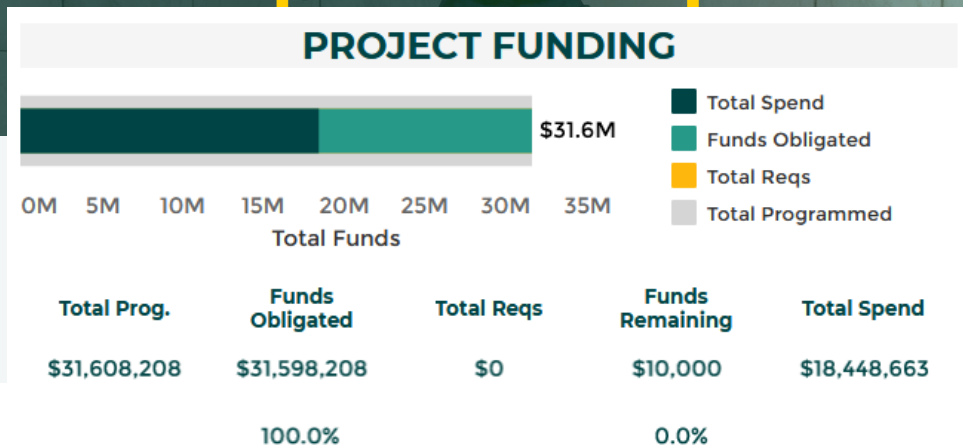 PROJECT FUNDING
$31.6M
Total Spend
Funds Obligated
Total Reqs
Total Programmed
0M 5M 10M 15M 20M 25M 30M 35M
Total Funds
Total Prog. Funds Obligated Total Reqs Funds Remaining Total Spend
$31,608,208 $31,598,208 $0 $10,000 $18,448,663
100.0% 0.0%